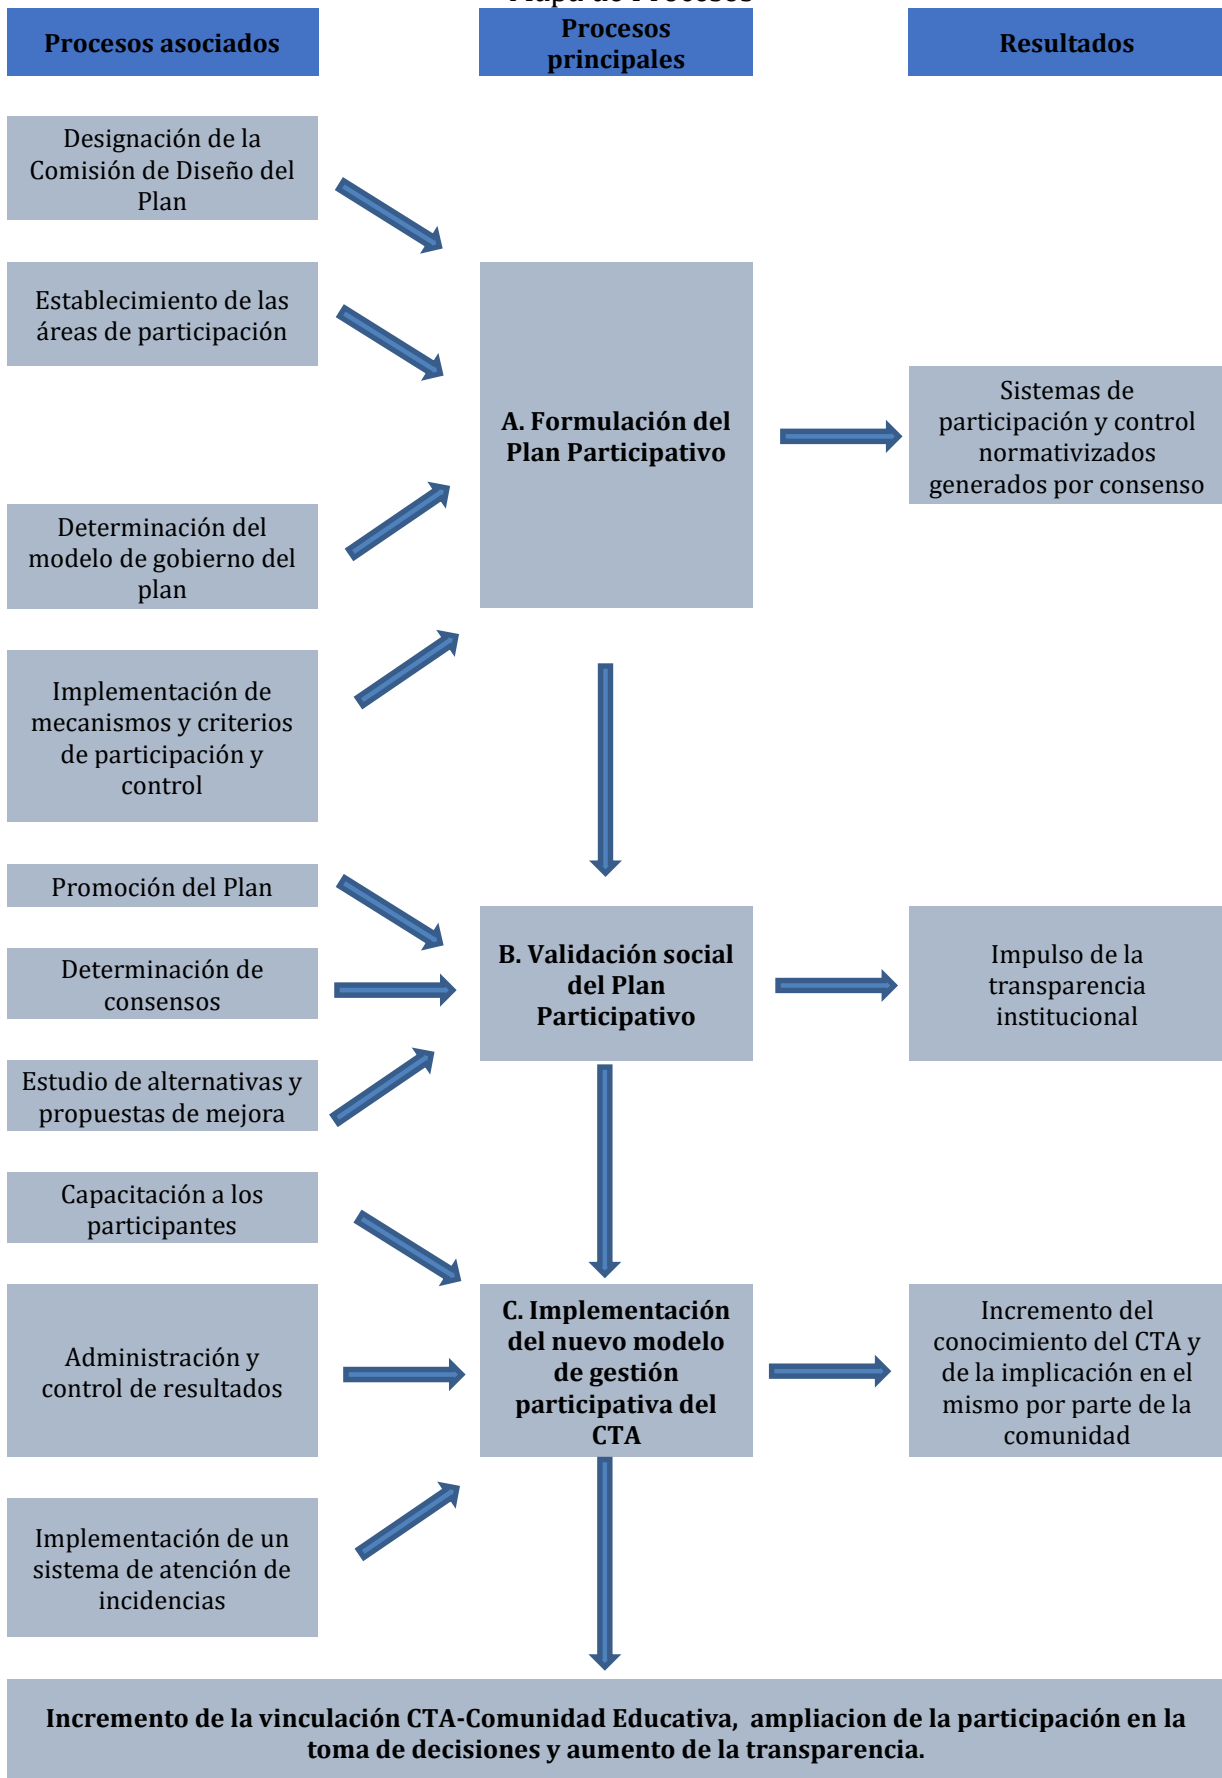 Mapa de Procesos
Procesos asociados
Procesos
principales
Resultados
Designación de la
Comisión de Diseño del
Plan
Establecimiento de las
áreas de participación
Determinación del
modelo de gobierno del
plan
Implementación de
mecanismos y criterios
de participación y
control
A. Formulación del
Plan Participativo
Sistemas de
participación y control
normativizados
generados por consenso
Promoción del Plan
Determinación de
consensos
Estudio de alternativas y
propuestas de mejora
B. Validación social
del Plan
Participativo
Impulso de la
transparencia
institucional
Capacitación a los
participantes
Administración y
control de resultados
Implementación de un
sistema de atención de
incidencias
C. Implementación
del nuevo modelo
de gestión
participativa del
CTA
Incremento del
conocimiento del CTA y
de la implicación en el
mismo por parte de la
comunidad
Incremento de la vinculación CTA-Comunidad Educativa, ampliacion de la participación en la
toma de decisiones y aumento de la transparencia.